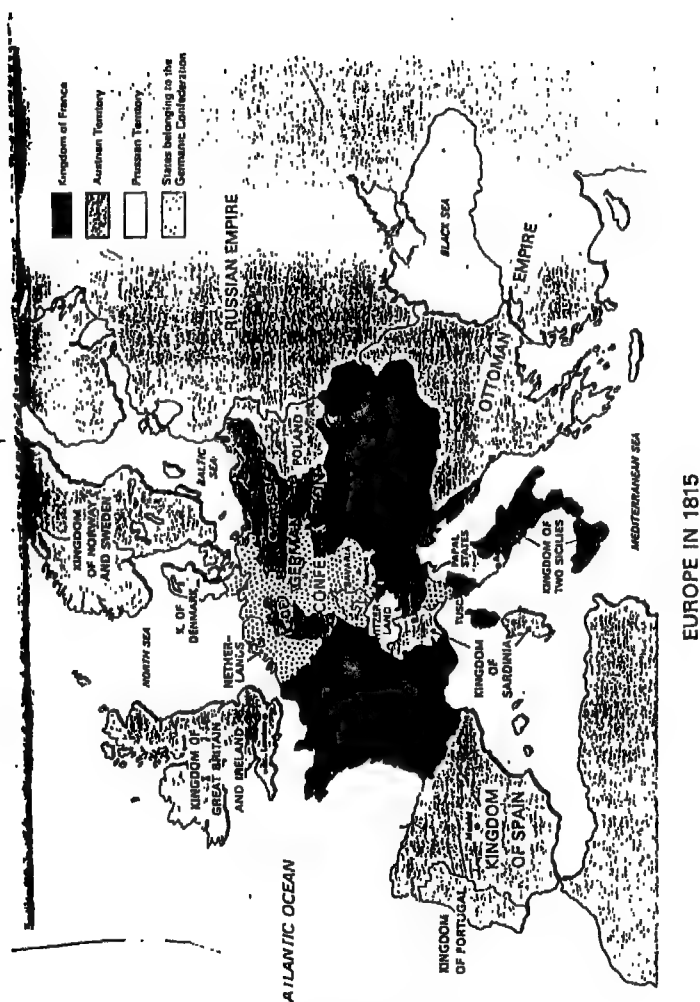 Kingdom of France
Austrian Territory
Prussian Territory
States belonging to the
Germanic Confederation
RUSSIAN EMPIRE
BLACK SEA
OTTOMAN
EMPIRE
BALTIC
SEA
POLAND
KINGDOM
OF NORWAY
AND SWEDEN
K. OF
DENMARK
NORTH SEA
NETHER-
LANDS
KINGDOM OF
GREAT BRITAIN
AND IRELAND
PAPAL
STATES
KINGDOM OF
TWO SICILIES
MEDITERRANEAN SEA
KINGDOM
OF
SARDINIA
ATLANTIC OCEAN
KINGDOM
OF SPAIN
KINGDOM
OF PORTUGAL
EUROPE IN 1815